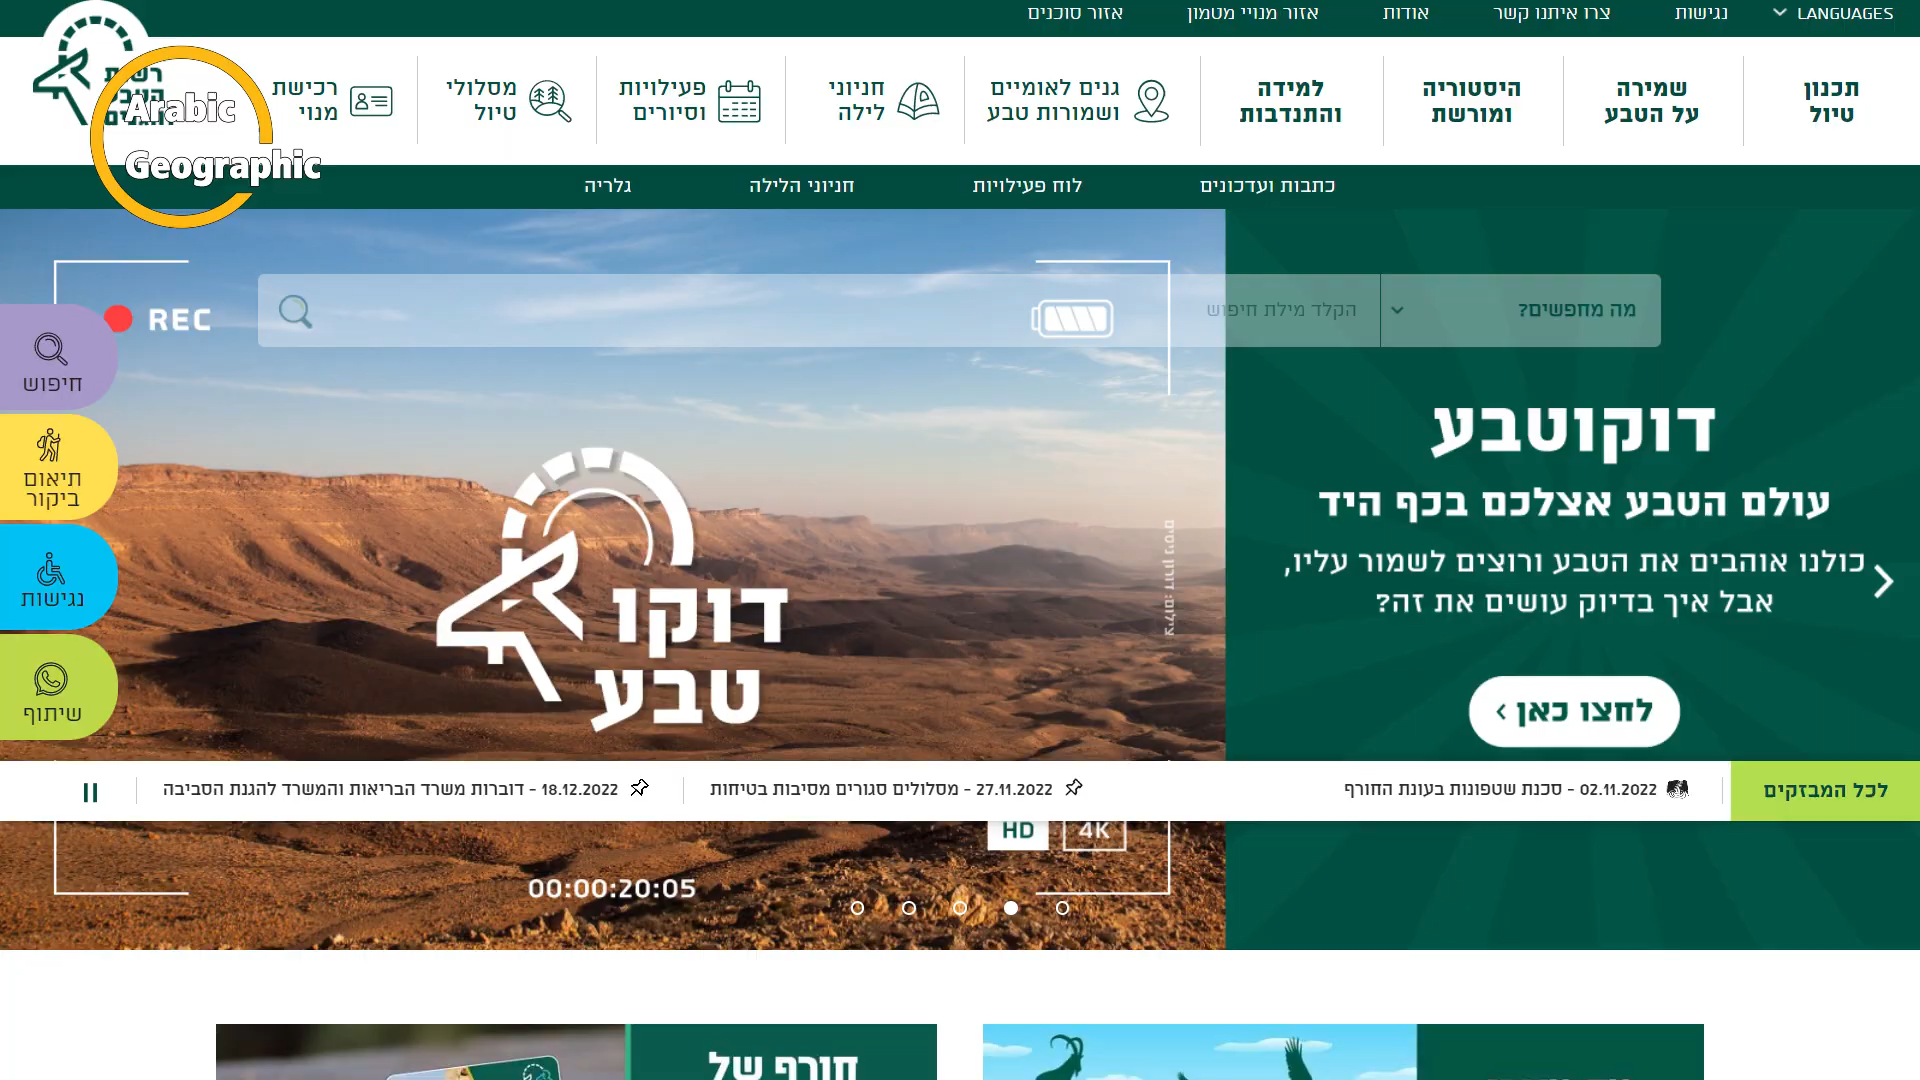 LANGUAGES
נגישות
צרו איתנו קשר
אודות
אזור מנויי מטמון
אזור סוכנים
תכנון
טיול
שמירה
על הטבע
היסטוריה
ומורשת
למידה
והתנדבות
גנים לאומיים
ושמורות טבע
חניוני
לילה
פעילויות
וסיורים
מסלולי
טיול
רכישת
מנוי
Arabic
Geographic
כתבות ועדכונים
לוח פעילויות
חניוני הלילה
גלריה
מה מחפשים?
הקלד מילת חיפוש
REC
חיפוש
תיאום
ביקור
נגישות
שיתוף
דוקוטבע
עולם הטבע אצלכם בכף היד
כולנו אוהבים את הטבע ורוצים לשמור עליו,
אבל איך בדיוק עושים את זה?
לחצו כאן >
צילום: דורון ניסים
דוקו
טבע
לכל המבזקים
02.11.2022 - סכנת שטפונות בעונת החורף
27.11.2022 - מסלולים סגורים מסיבות בטיחות
18.12.2022 - דוברות משרד הבריאות והמשרד להגנת הסביבה
HD
4K
00:00:20:05
חורף של